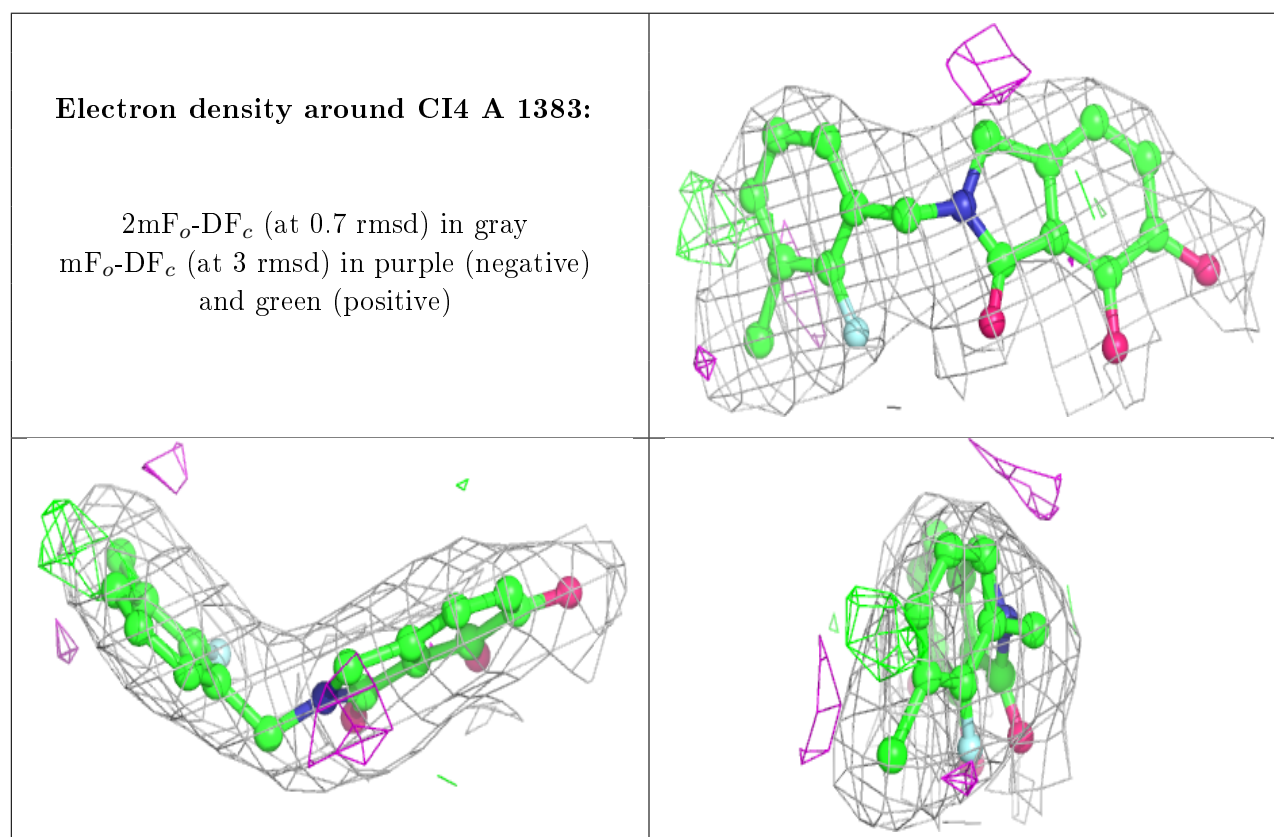 Electron density around CI4 A 1383:
2mFo-DFc (at 0.7 rmsd) in gray
mFo-DFc (at 3 rmsd) in purple (negative)
and green (positive)